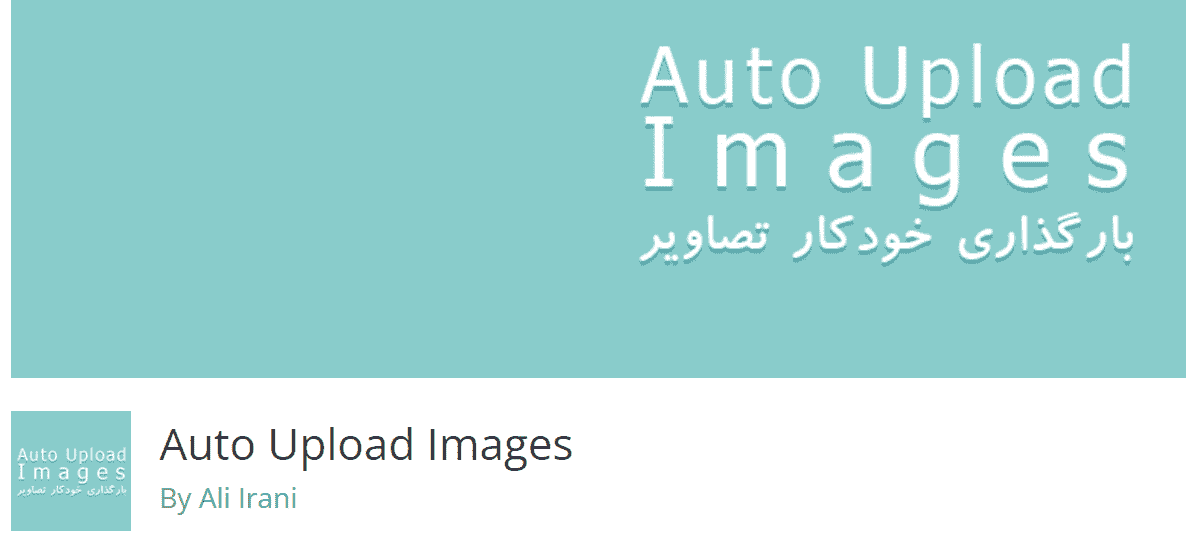 Auto Upload
Images
بارگذاری خودکار تصاویر
Auto Upload
Images
بارگذاری خودکار تصاویر
Auto Upload Images
By Ali Irani